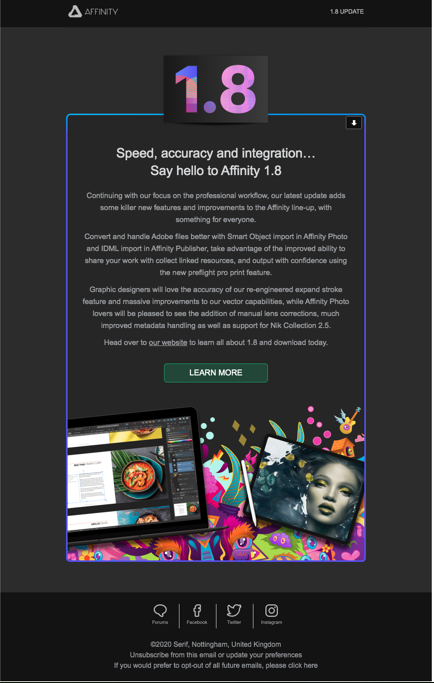 AFFINITY
1.8 UPDATE
1.8
Speed, accuracy and integration…
Say hello to Affinity 1.8
Continuing with our focus on the professional workflow, our latest update adds
some killer new features and improvements to the Affinity line-up, with
something for everyone.
Convert and handle Adobe files better with Smart Object import in Affinity Photo
and IDML import in Affinity Publisher, take advantage of the improved ability to
share your work with collect linked resources, and output with confidence using
the new preflight pro print feature.
Graphic designers will love the accuracy of our re-engineered expand stroke
feature and massive improvements to our vector capabilities, while Affinity Photo
lovers will be pleased to see the addition of manual lens corrections, much
improved metadata handling as well as support for Nik Collection 2.5.
Head over to our website to learn all about 1.8 and download today.
LEARN MORE
Forums
Facebook
Twitter
Instagram
©2020 Serif, Nottingham, United Kingdom
Unsubscribe from this email or update your preferences
If you would prefer to opt-out of all future emails, please click here